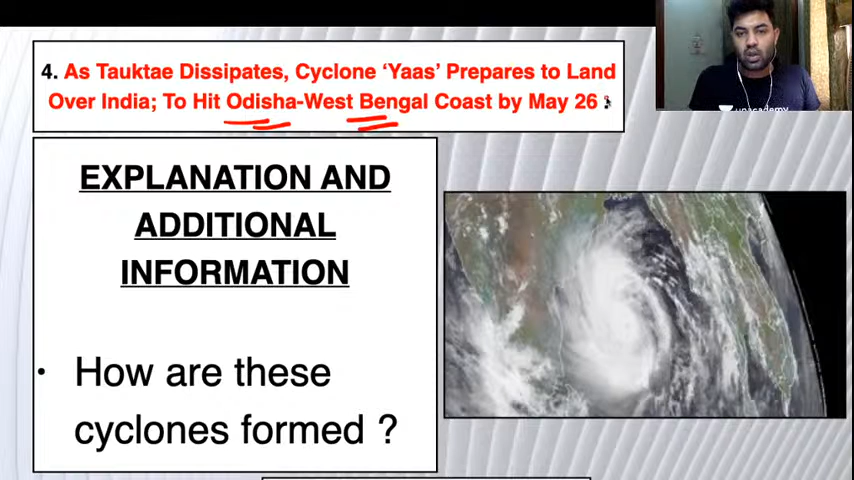 4. As Tauktae Dissipates, Cyclone ‘Yaas’ Prepares to Land
Over India; To Hit Odisha-West Bengal Coast by May 26
EXPLANATION AND
ADDITIONAL
INFORMATION
• How are these
cyclones formed ?
unacademy